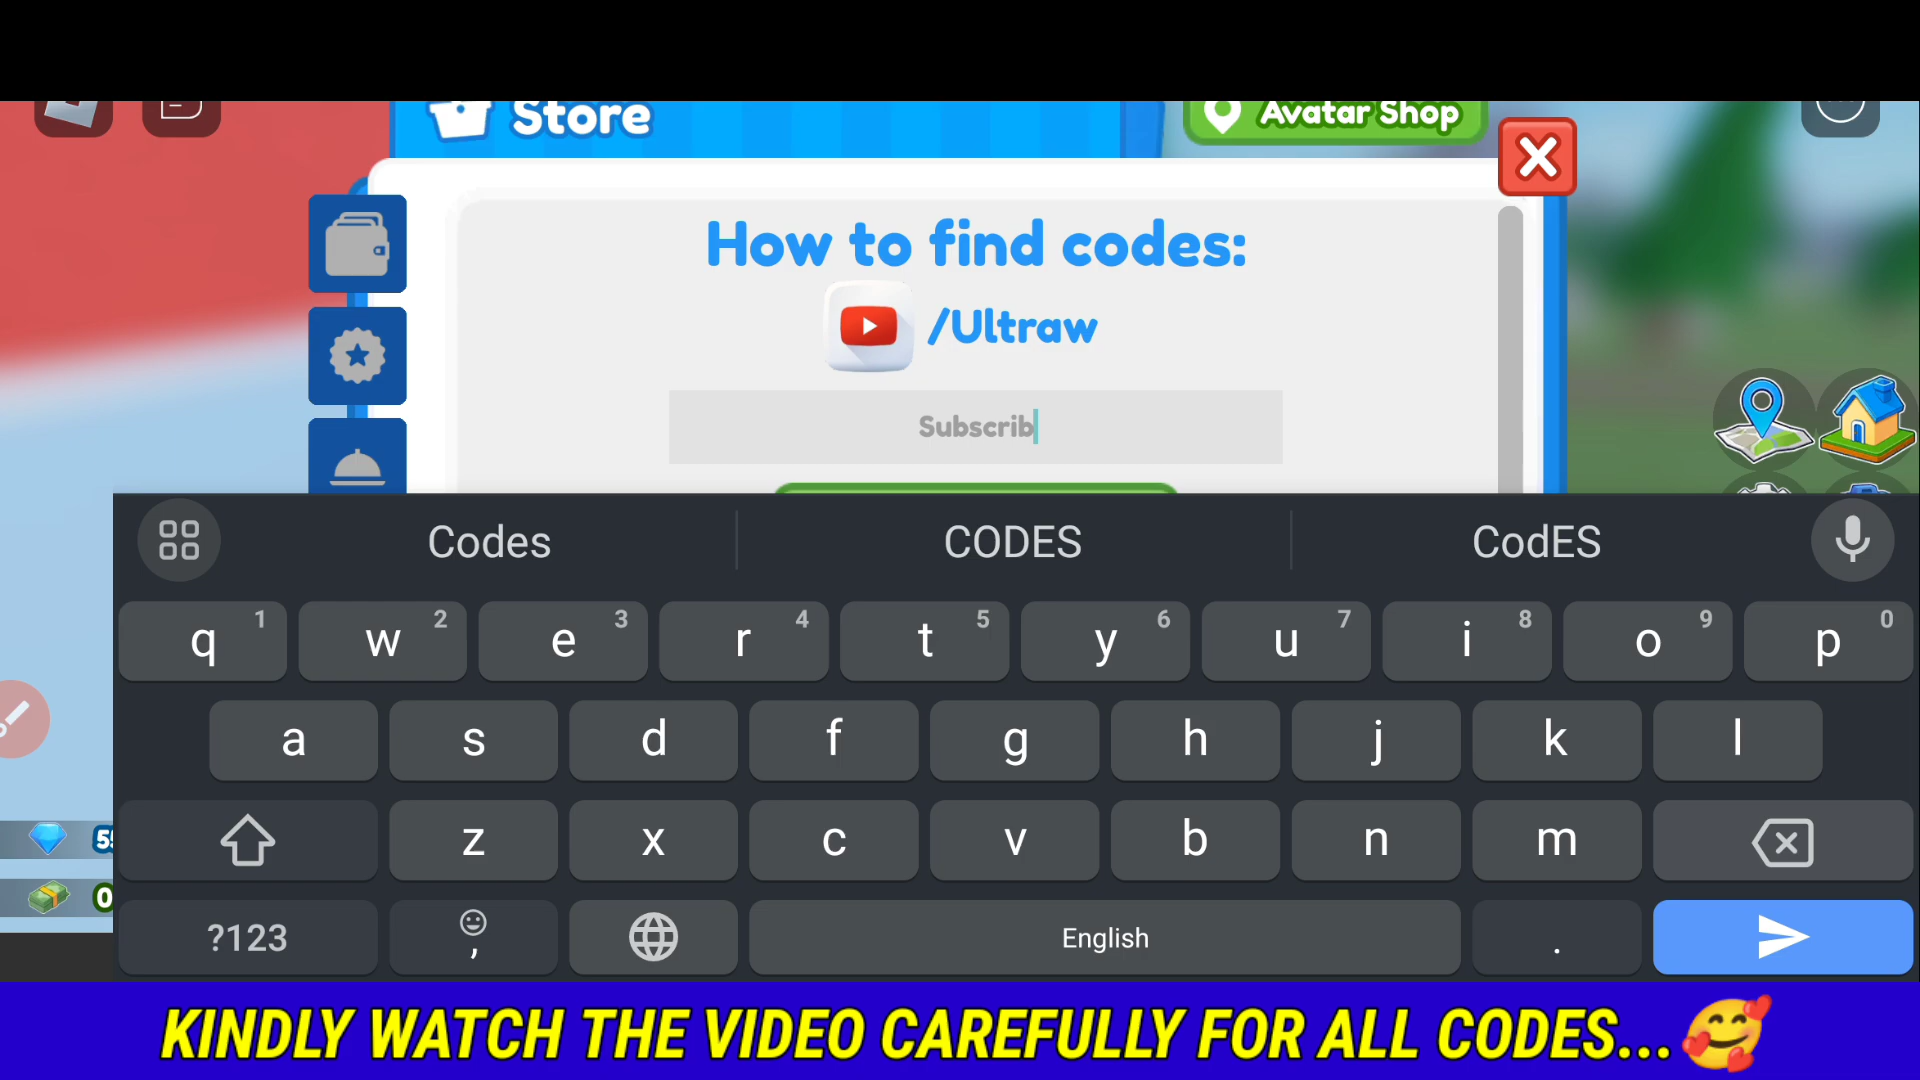 Store
Avatar Shop
How to find codes:
/Ultraw
Subscrib
Codes CODES CodES
q 1 w 2 e 3 r 4 t 5 y 6 u 7 i 8 o 9 p 0
a s d f g h j k l
z x c v b n m
?123 , English .
0
KINDLY WATCH THE VIDEO CAREFULLY FOR ALL CODES...